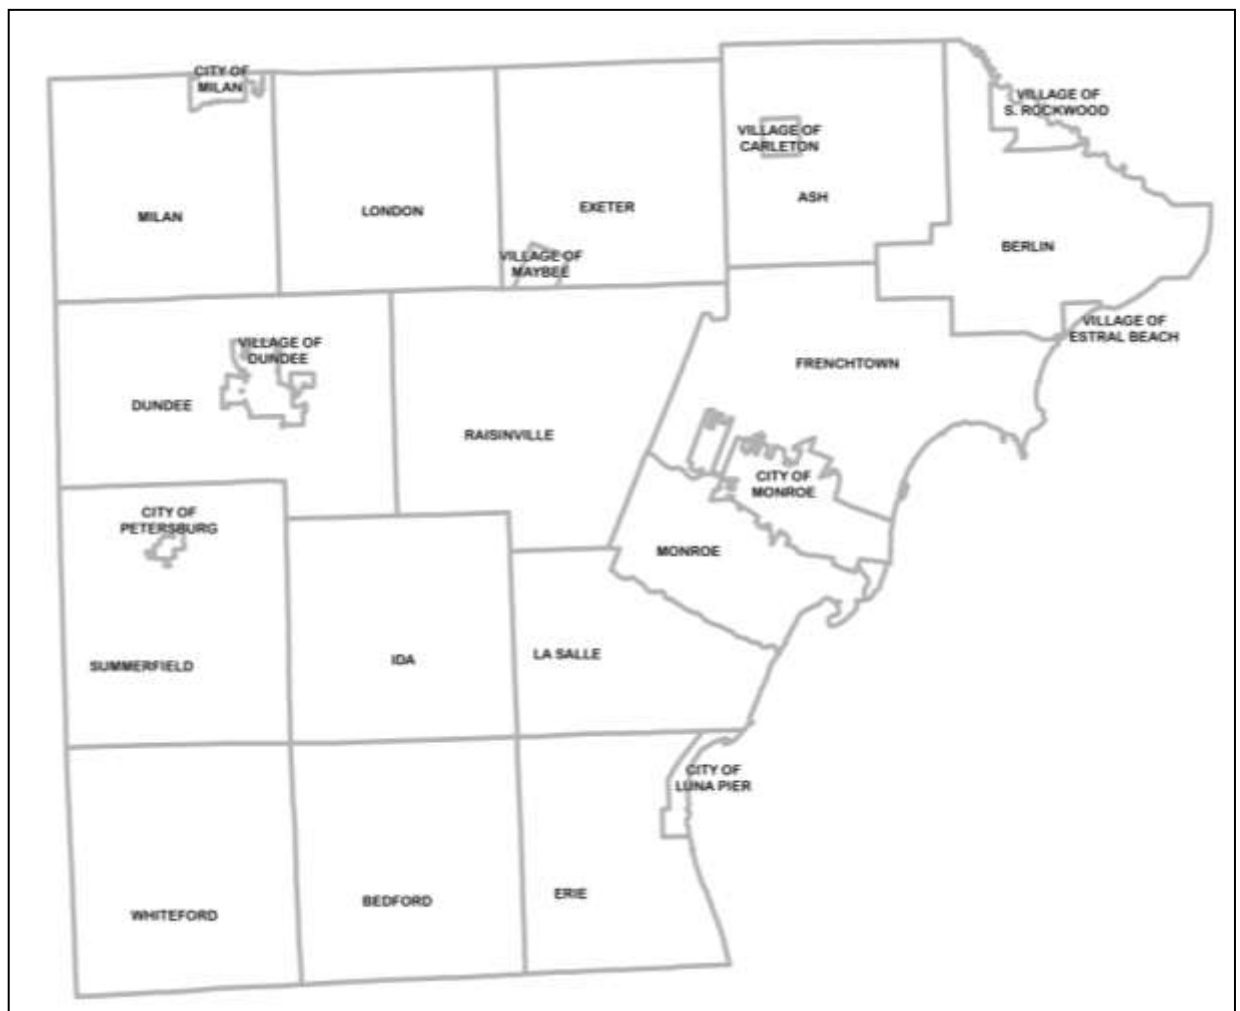 CITY OF
MILAN
VILLAGE OF
S. ROCKWOOD
VILLAGE OF
CARLETON
MILAN
LONDON
EXETER
ASH
BERLIN
VILLAGE OF
MAYBEE
VILLAGE OF
DUNDEE
VILLAGE OF
ESTRAL BEACH
FRENCHTOWN
DUNDEE
RAISINVILLE
CITY OF
MONROE
CITY OF
PETERSBURG
MONROE
SUMMERFIELD
IDA
LA SALLE
CITY OF
LUNA PIER
WHITEFORD
BEDFORD
ERIE